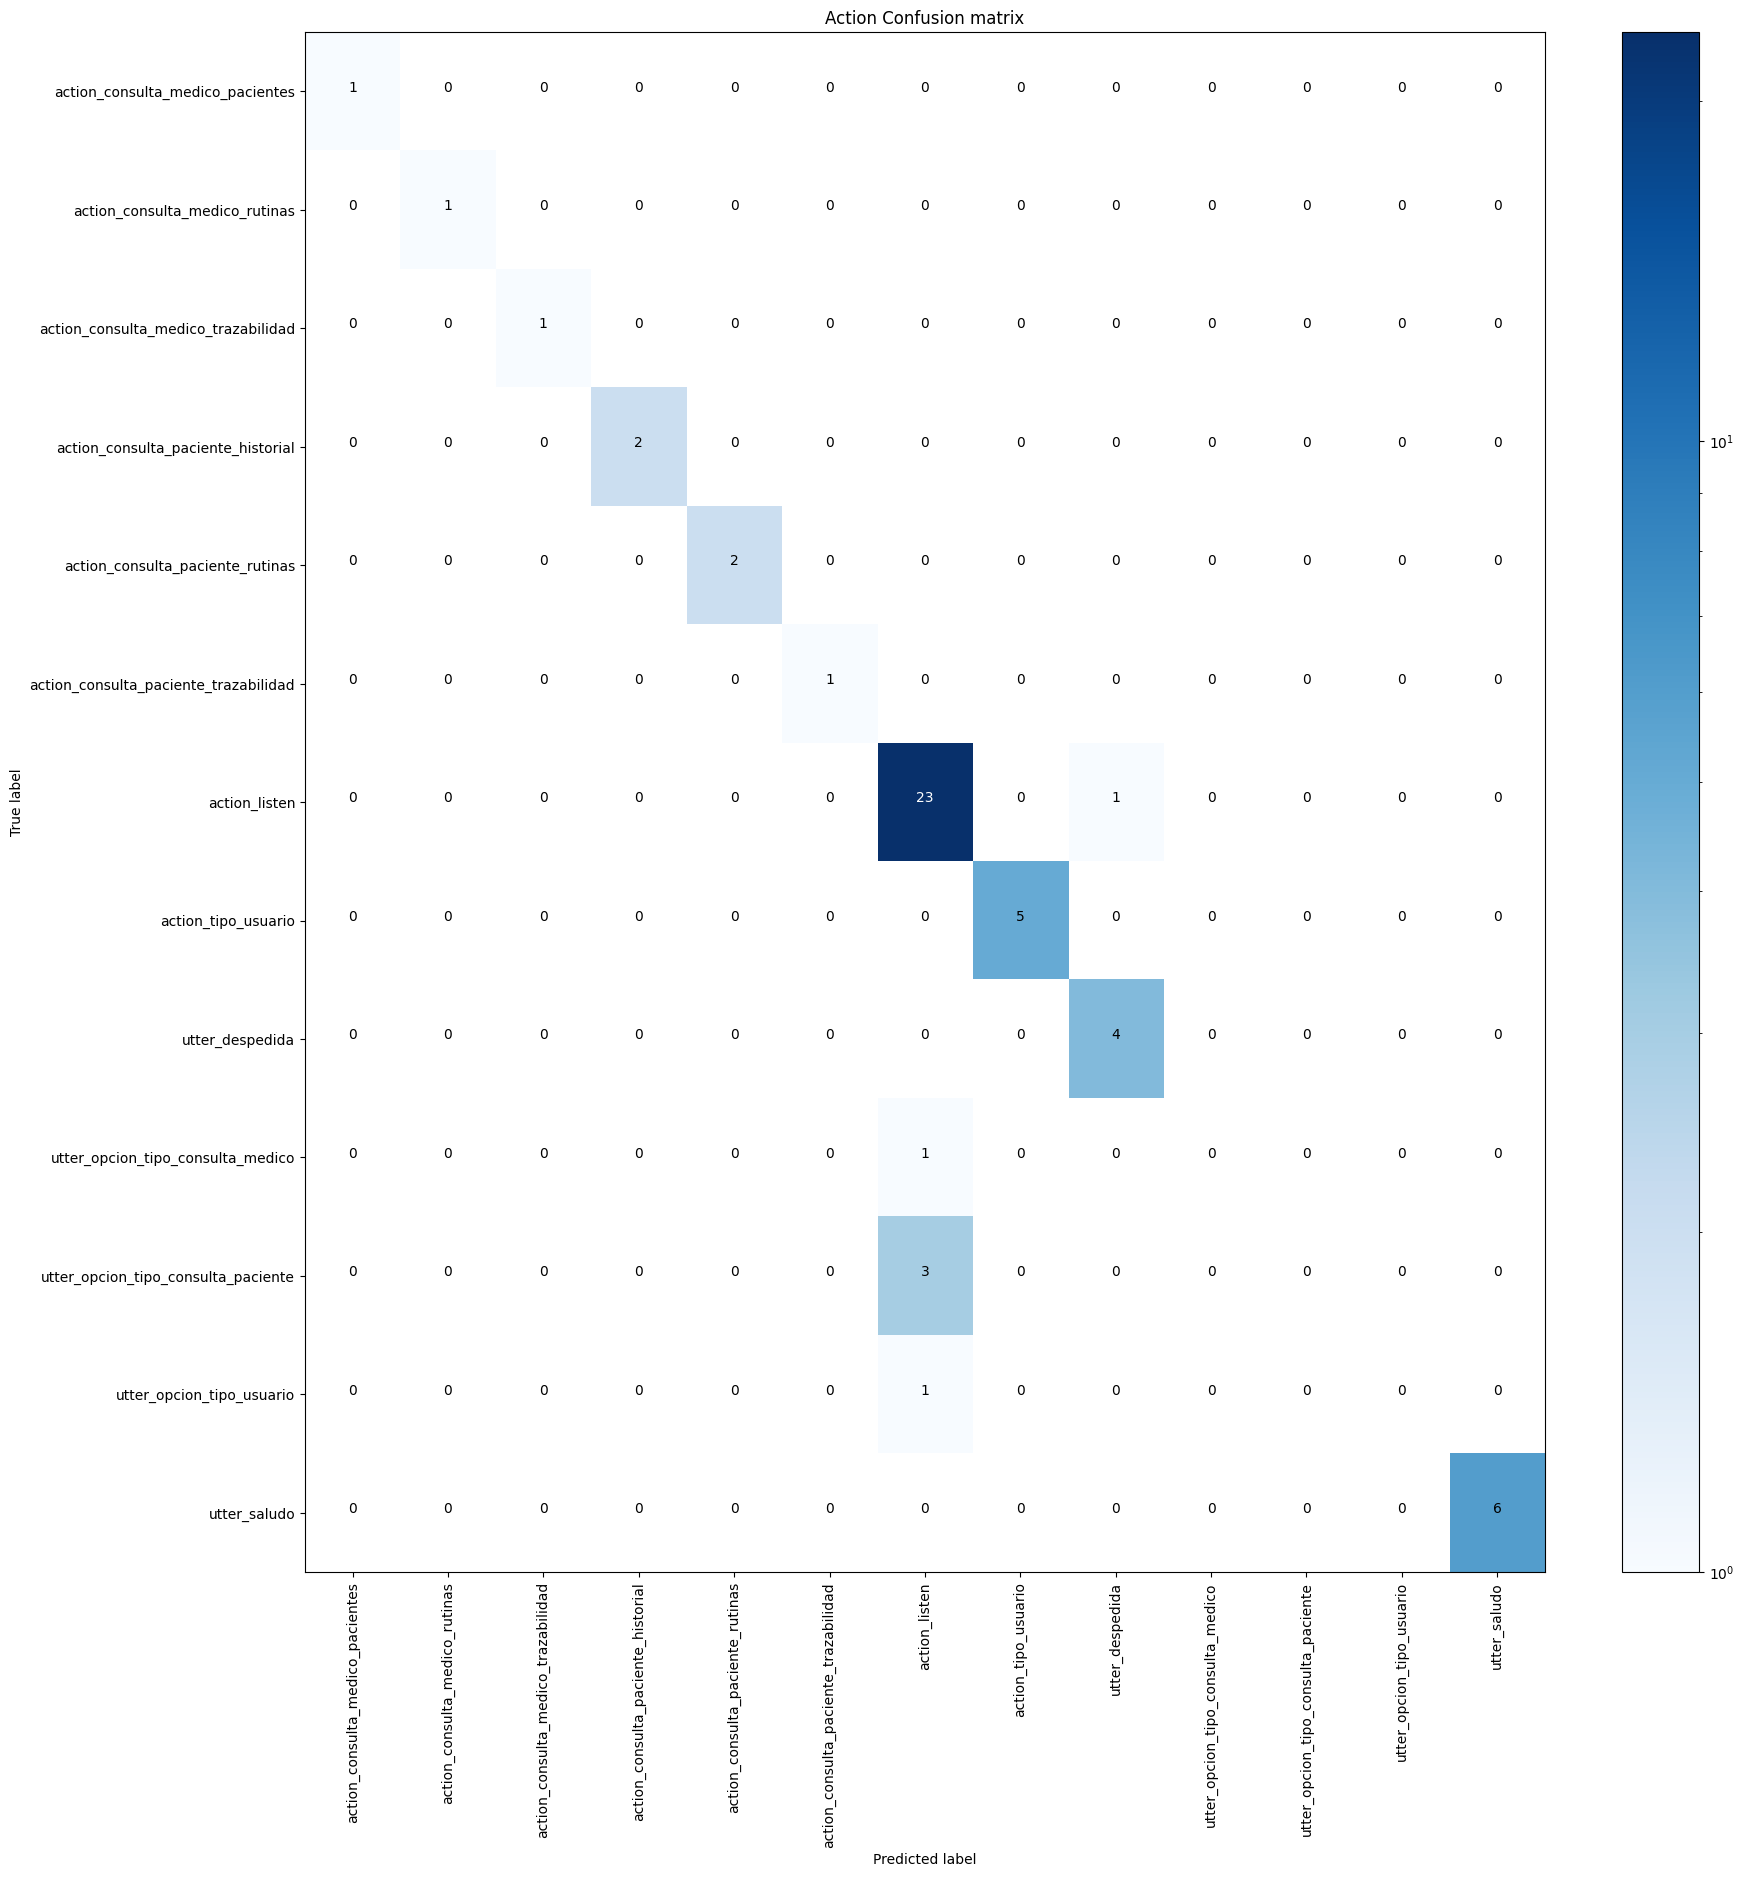 Action Confusion matrix
action_consulta_medico_pacientes 1 0 0 0 0 0 0 0 0 0 0 0 0
action_consulta_medico_rutinas 0 1 0 0 0 0 0 0 0 0 0 0 0
action_consulta_medico_trazabilidad 0 0 1 0 0 0 0 0 0 0 0 0 0
action_consulta_paciente_historial 0 0 0 2 0 0 0 0 0 0 0 0 0
action_consulta_paciente_rutinas 0 0 0 0 2 0 0 0 0 0 0 0 0
action_consulta_paciente_trazabilidad 0 0 0 0 0 1 0 0 0 0 0 0 0
action_listen 0 0 0 0 0 0 23 0 1 0 0 0 0
action_tipo_usuario 0 0 0 0 0 0 0 5 0 0 0 0 0
utter_despedida 0 0 0 0 0 0 0 0 4 0 0 0 0
utter_opcion_tipo_consulta_medico 0 0 0 0 0 0 1 0 0 0 0 0 0
utter_opcion_tipo_consulta_paciente 0 0 0 0 0 0 3 0 0 0 0 0 0
utter_opcion_tipo_usuario 0 0 0 0 0 0 1 0 0 0 0 0 0
utter_saludo 0 0 0 0 0 0 0 0 0 0 0 0 6
True label
action_consulta_medico_pacientes
action_consulta_medico_rutinas
action_consulta_medico_trazabilidad
action_consulta_paciente_historial
action_consulta_paciente_rutinas
action_consulta_paciente_trazabilidad
action_listen
action_tipo_usuario
utter_despedida
utter_opcion_tipo_consulta_medico
utter_opcion_tipo_consulta_paciente
utter_opcion_tipo_usuario
utter_saludo
Predicted label
10¹
10⁰